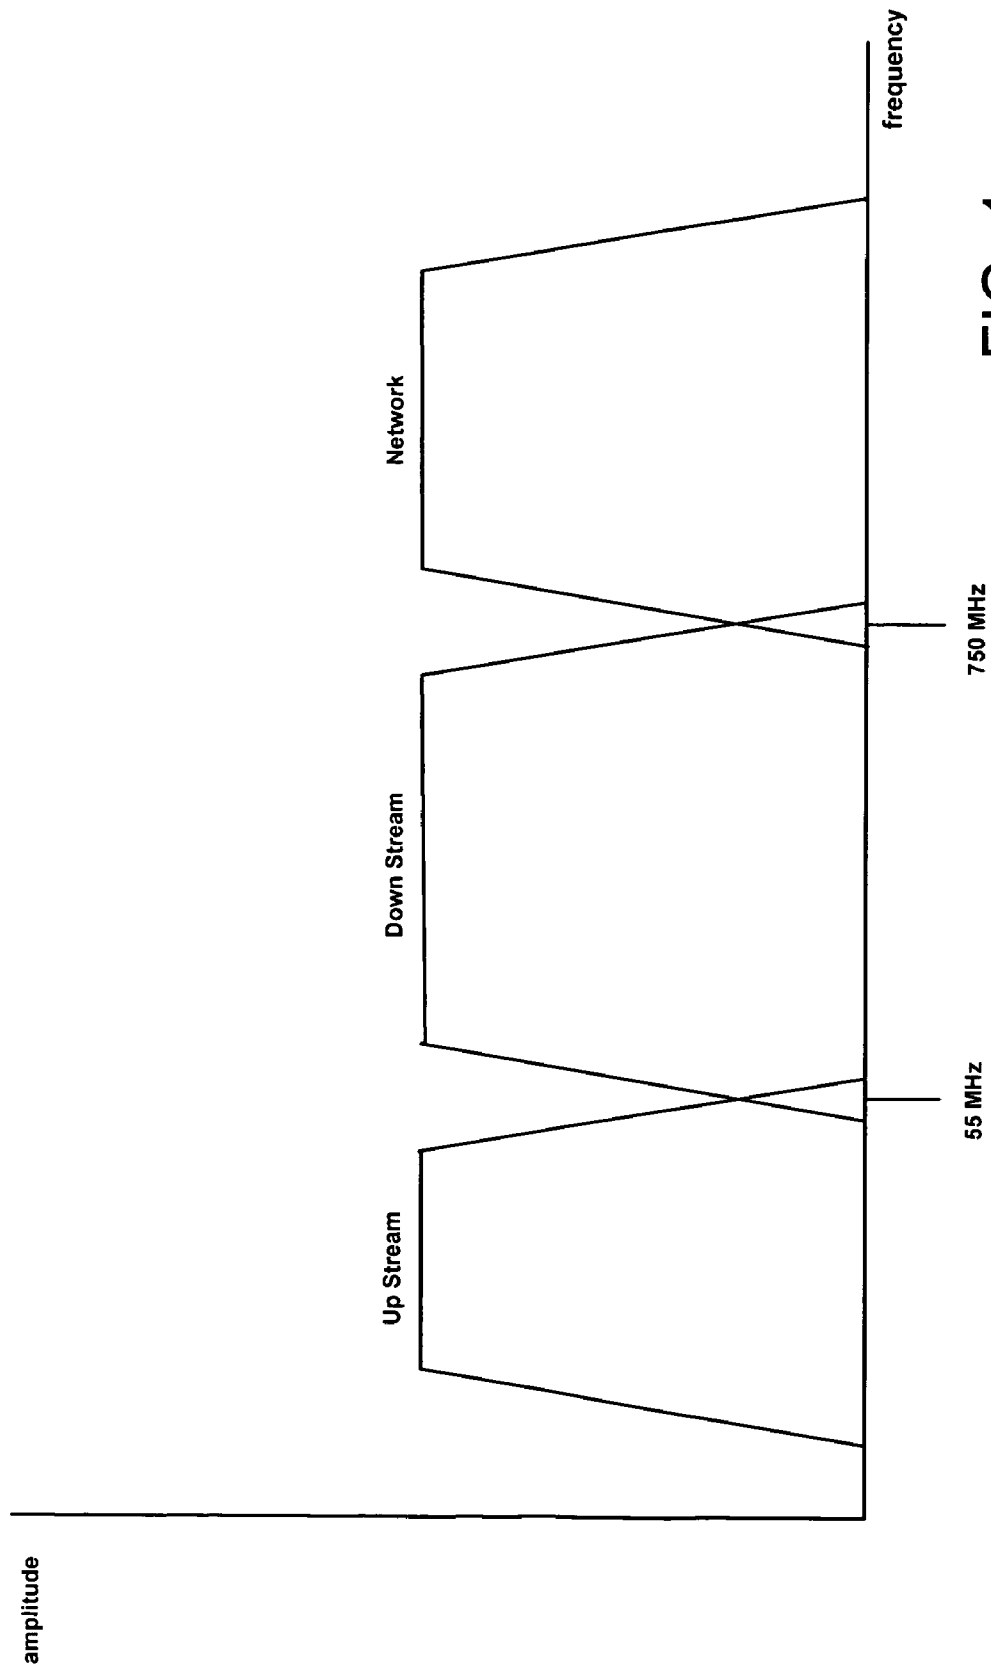 amplitude
Up Stream
Down Stream
Network
55 MHz
750 MHz
frequency